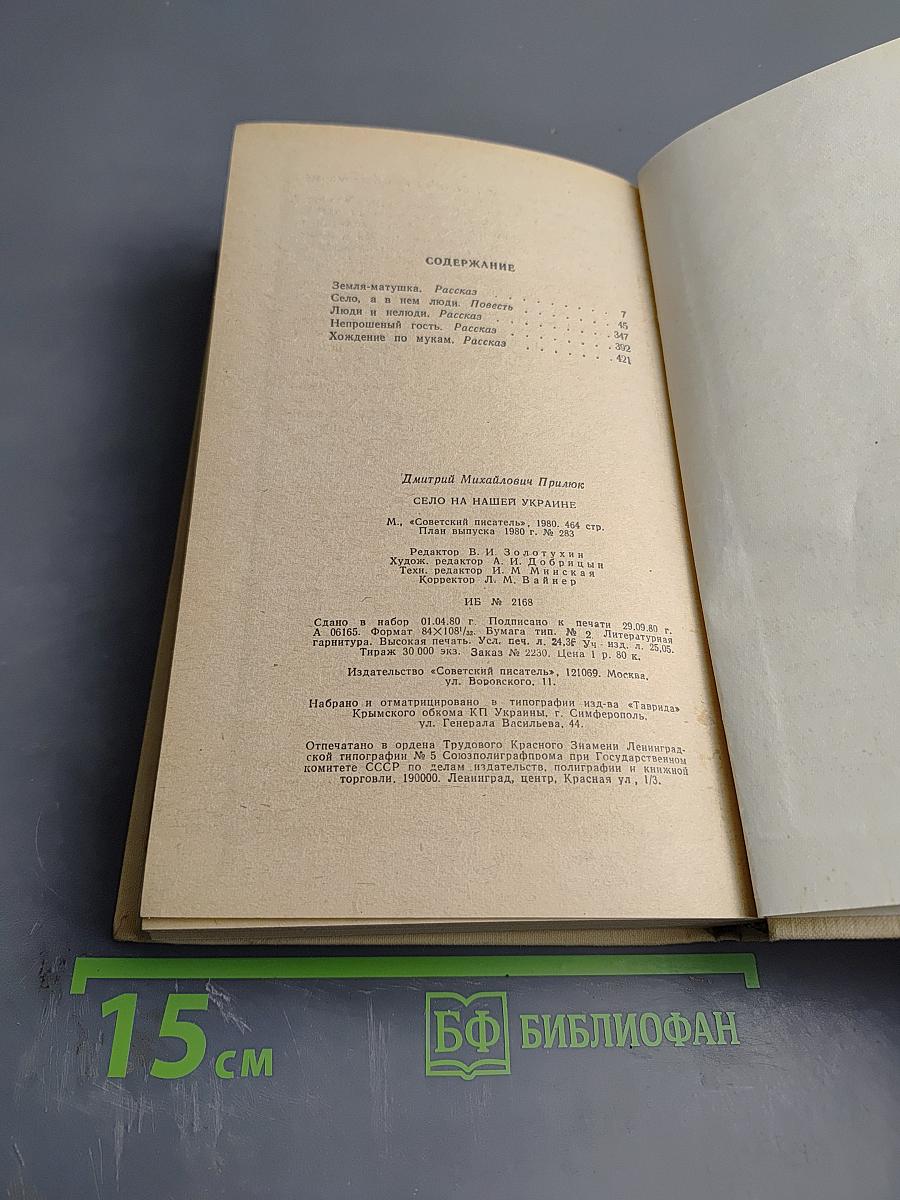 СОДЕРЖАНИЕ
Земля-матушка. Рассказ . . . . . . . 7
Село, а в нем люди. Повесть . . . . . . . 45
Люди и нелюди. Рассказ . . . . . . . 347
Непрошеный гость. Рассказ . . . . . . . 392
Хождение по мукам. Рассказ . . . . . . . 421
Дмитрий Михайлович Прилюк
СЕЛО НА НАШЕЙ УКРАИНЕ
М., «Советский писатель», 1980. 464 стр.
План выпуска 1980 г. № 283
Редактор В. И. Золотухин
Худож. редактор А. И. Добрицын
Техн. редактор И. М. Минская
Корректор Л. М. Вайнер
ИБ № 2168
Сдано в набор 01.04.80 г. Подписано к печати 29.09.80 г.
А 06165. Формат 84×108¹/₃₂. Бумага тип. № 2 Литературная
гарнитура. Высокая печать. Усл. печ. л. Уч-изд. л. 25,05.
Тираж 30 000 экз. Заказ № 2230. Цена 1 р. 80 к.
Издательство «Советский писатель», 121069. Москва,
ул. Воровского, 11.
Набрано и отматрицировано в типографии изд-ва «Таврида»
Крымского обкома КП Украины, г. Симферополь,
ул. Генерала Васильева, 44.
Отпечатано в ордена Трудового Красного Знамени Ленинград-
ской типографии № 5 Союзполиграфпрома при Государственном
комитете СССР по делам издательств, полиграфии и книжной
торговли. 190000. Ленинград, центр, Красная ул., 1/3.
15 см
БФ БИБЛИОФАН